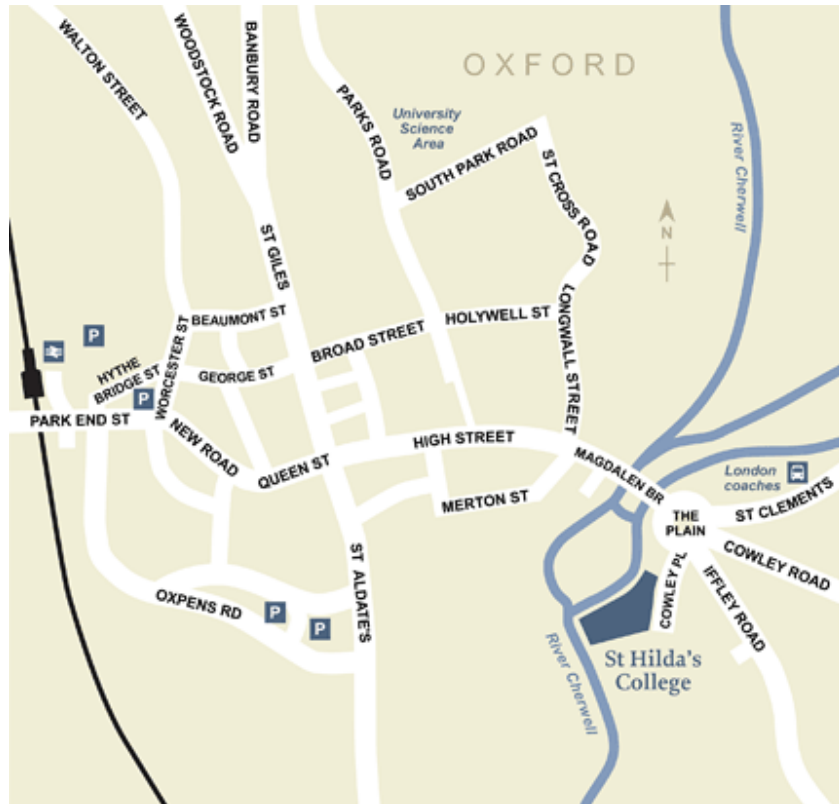 OXFORD
WALTON STREET
WOODSTOCK ROAD
BANBURY ROAD
PARKS ROAD
University
Science
Area
SOUTH PARK ROAD
ST CROSS ROAD
River Cherwell
N
ST GILES
BEAUMONT ST
HOLYWELL ST
LONGWALL STREET
BROAD STREET
P
HYTHE
BRIDGE ST
WORCESTER ST
GEORGE ST
P
PARK END ST
NEW ROAD
QUEEN ST
HIGH STREET
MAGDALEN BR
London
coaches
MERTON ST
THE
PLAIN
ST CLEMENTS
COWLEY ROAD
ST ALDATE'S
COWLEY PL
IFFLEY ROAD
OXPENS RD
P
P
St Hilda's
College
River Cherwell